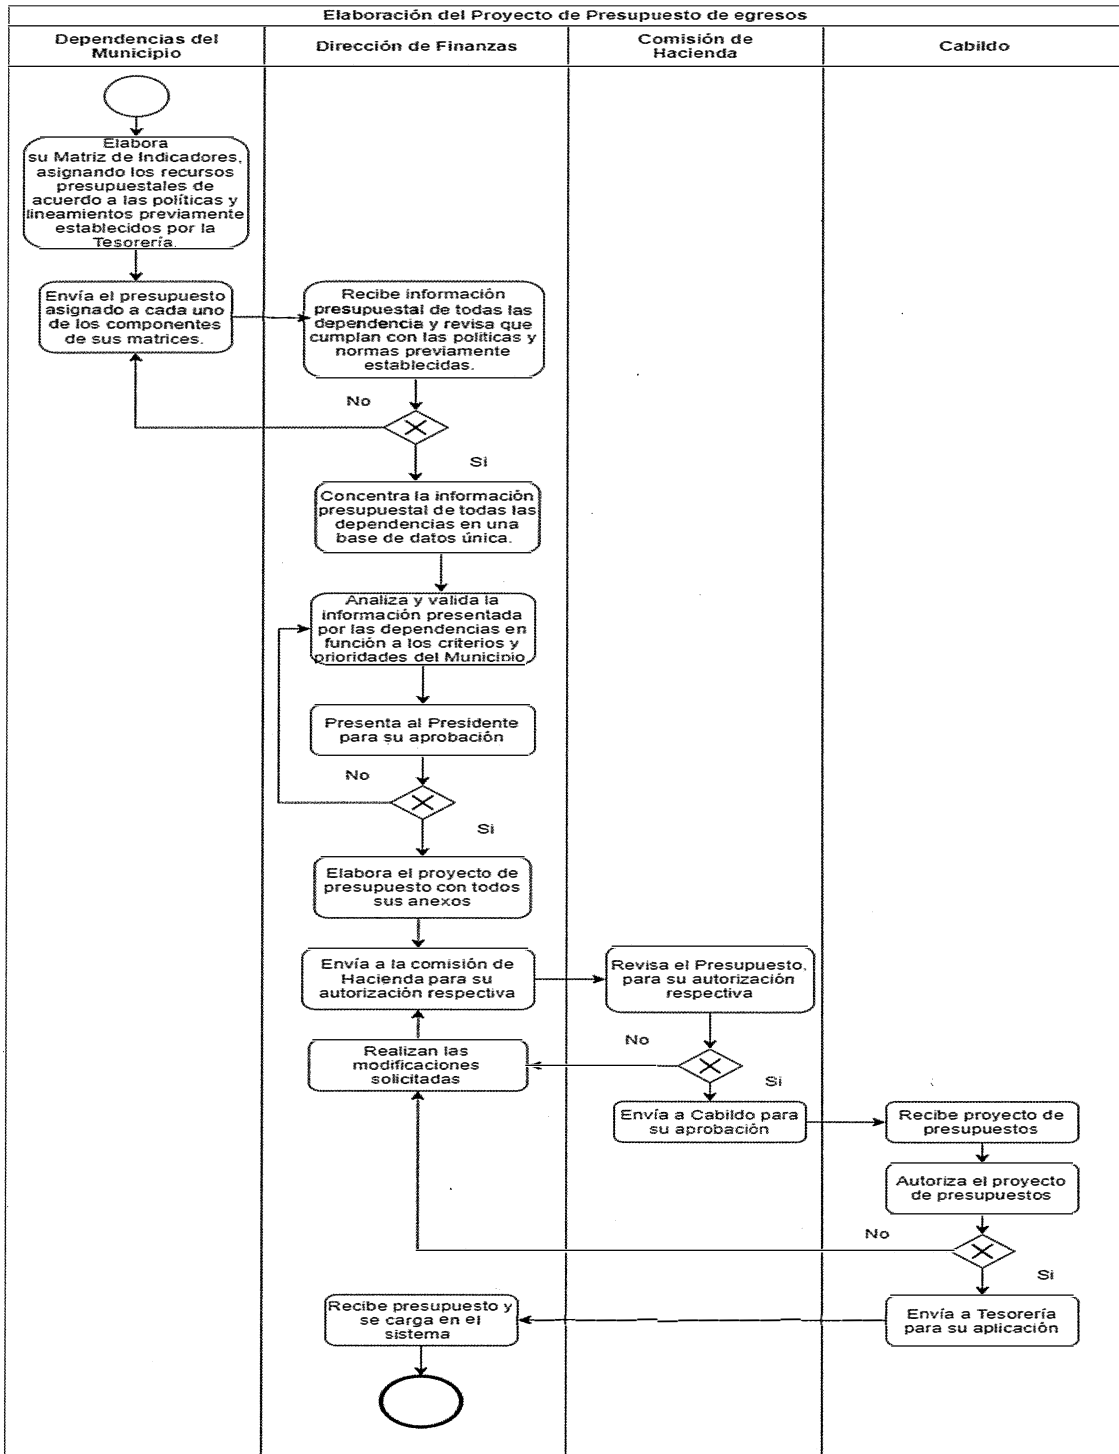 Elaboración del Proyecto de Presupuesto de egresos
Dependencias del
Municipio
Dirección de Finanzas
Comisión de
Hacienda
Cabildo
Elabora
su Matriz de Indicadores,
asignando los recursos
presupuestales de
acuerdo a las políticas y
lineamientos previamente
establecidos por la
Tesorería.
Envía el presupuesto
asignado a cada uno
de los componentes
de sus matrices.
Recibe información
presupuestal de todas las
dependencia y revisa que
cumplan con las políticas y
normas previamente
establecidas.
No
Si
Concentra la información
presupuestal de todas las
dependencias en una
base de datos única.
Analiza y valida la
información presentada
por las dependencias en
función a los criterios y
prioridades del Municipio
Presenta al Presidente
para su aprobación
No
Si
Elabora el proyecto de
presupuesto con todos
sus anexos
Envía a la comisión de
Hacienda para su
autorización respectiva
Revisa el Presupuesto,
para su autorización
respectiva
No
Realizan las
modificaciones
solicitadas
Si
Envía a Cabildo para
su aprobación
Recibe proyecto de
presupuestos
Autoriza el proyecto
de presupuestos
No
Si
Envía a Tesorería
para su aplicación
Recibe presupuesto y
se carga en el
sistema